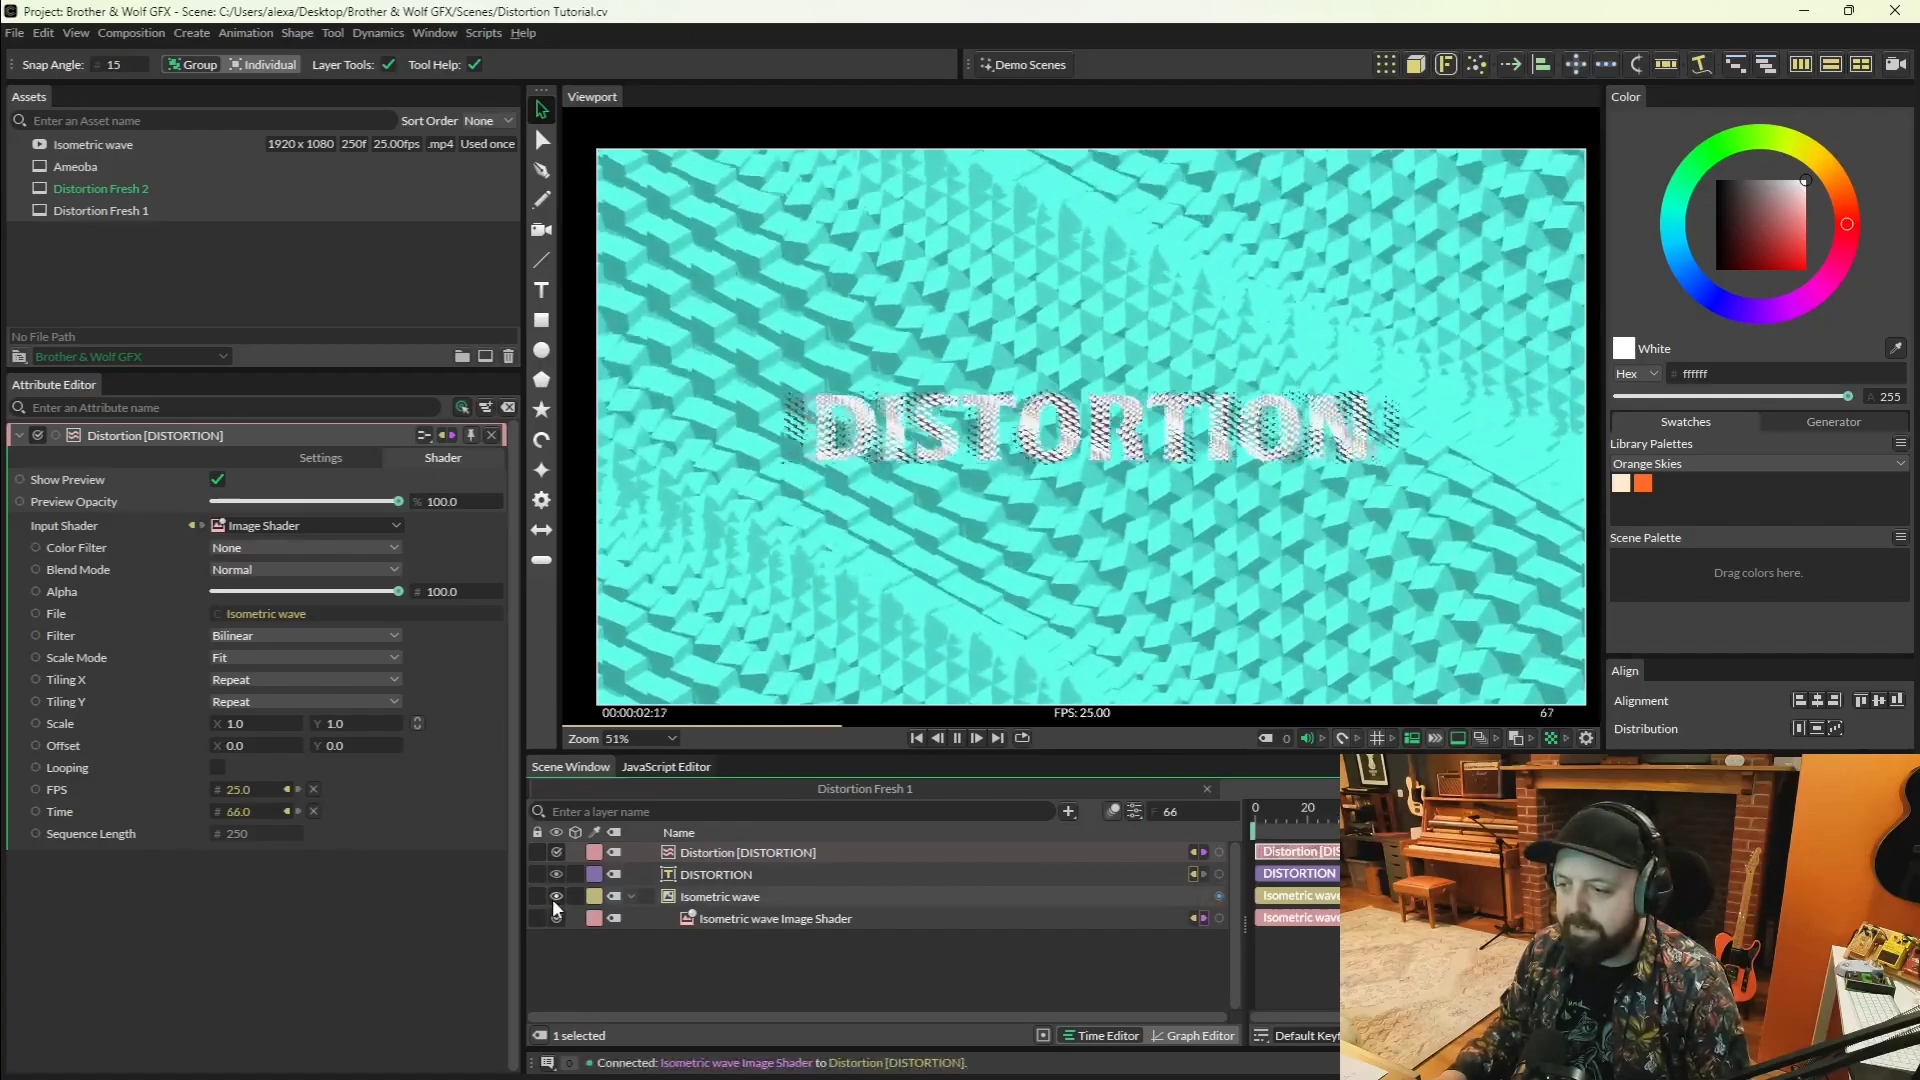 Project: Brother & Wolf GFX - Scene: C:/Users/alexa/Desktop/Brother & Wolf GFX/Scenes/Distortion Tutorial.cv
File Edit View Composition Create Animation Shape Tool Dynamics Window Scripts Help
Snap Angle: 15 Group Individual Layer Tools: Tool Help: Demo Scenes
Assets
Enter an Asset name Sort Order None
Isometric wave 1920 x 1080 250f 25.00fps .mp4 Used once
Ameoba
Distortion Fresh 2
Distortion Fresh 1
No File Path
Brother & Wolf GFX
Attribute Editor
Enter an Attribute name
Distortion [DISTORTION]
Settings Shader
Show Preview
Preview Opacity % 100.0
Input Shader Image Shader
Color Filter None
Blend Mode Normal
Alpha # 100.0
File Isometric wave
Filter Bilinear
Scale Mode Fit
Tiling X Repeat
Tiling Y Repeat
Scale X 1.0 Y 1.0
Offset X 0.0 Y 0.0
Looping
FPS # 25.0
Time # 66.0
Sequence Length # 250
Viewport
DISTORTION
00:00:02:17 FPS: 25.00 67
Zoom 51% 0
Scene Window JavaScript Editor
Distortion Fresh 1
Enter a layer name F 66 0 20
Name
Distortion [DISTORTION] Distortion [DIS
DISTORTION DISTORTION
Isometric wave Isometric wav
Isometric wave Image Shader Isometric wav
1 selected Time Editor Graph Editor Default Keyf
0 Connected: Isometric wave Image Shader to Distortion [DISTORTION].
Color
White
Hex # ffffff
A 255
Swatches Generator
Library Palettes
Orange Skies
Scene Palette
Drag colors here.
Align
Alignment
Distribution